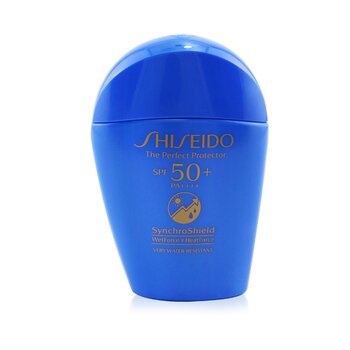 SHISEIDO
The Perfect Protector
SPF 50+
PA++++
SynchroShield
WetForce x HeatForce
VERY WATER-RESISTANT